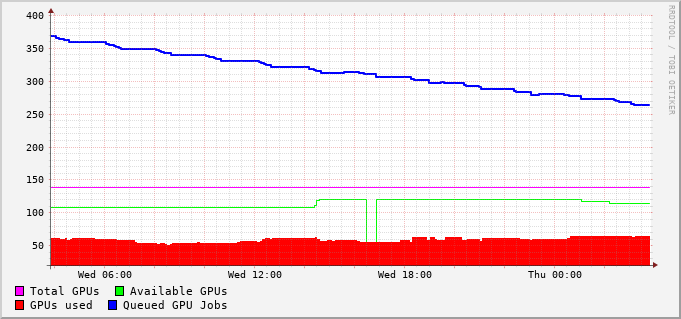 400
350
300
250
200
150
100
50
Wed 06:00 Wed 12:00 Wed 18:00 Thu 00:00
Total GPUs Available GPUs
GPUs used Queued GPU Jobs
RRDTOOL / TOBI OETIKER